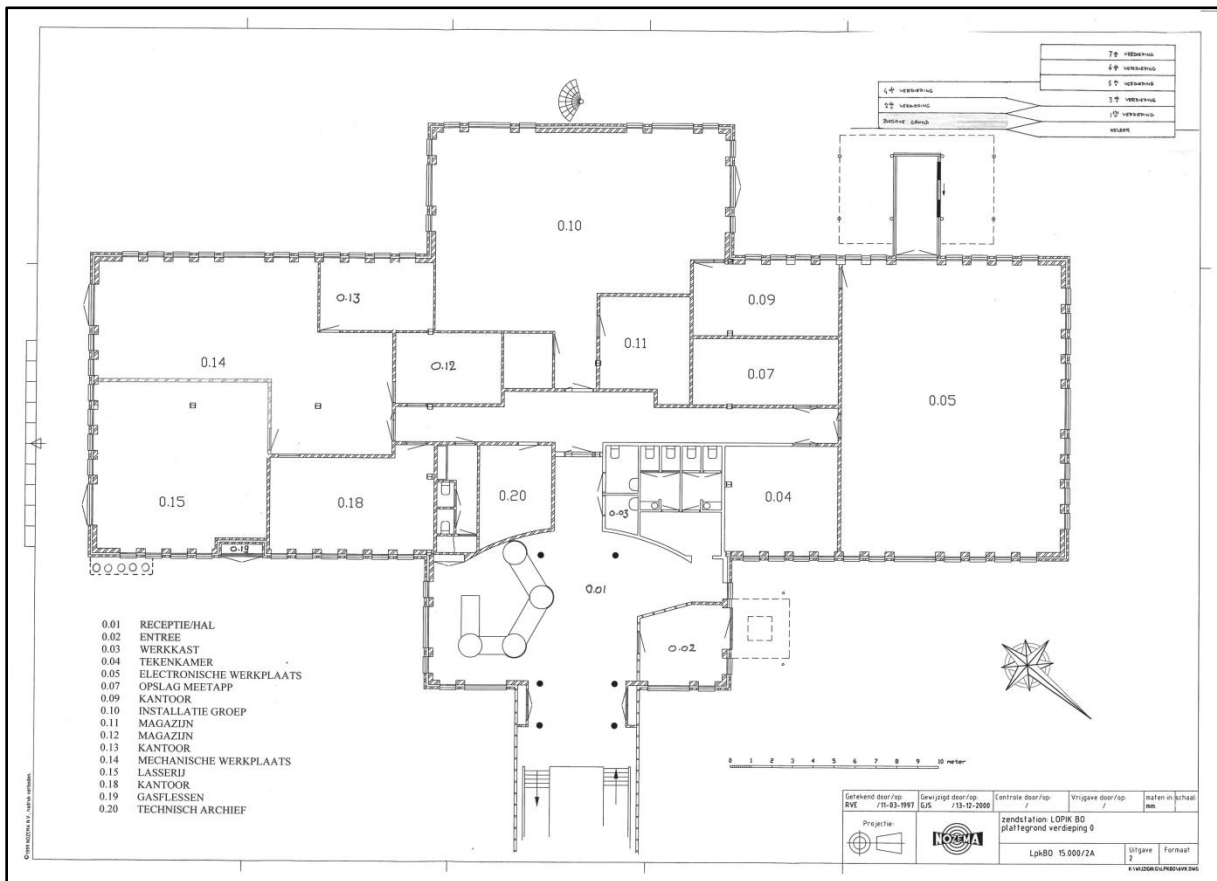 7e VERDIEPING
6e VERDIEPING
5e VERDIEPING
4e VERDIEPING
3e VERDIEPING
2e VERDIEPING
1e VERDIEPING
BEGANE GROND
KELDER
0.10
0.13
0.09
0.11
0.14
0.12
0.07
0.05
0.15
0.18
0.20
0.03
0.04
0.19
0.01
0.02
0.01 RECEPTIE/HAL
0.02 ENTREE
0.03 WERKKAST
0.04 TEKENKAMER
0.05 ELECTRONISCHE WERKPLAATS
0.07 OPSLAG MEETAPP
0.09 KANTOOR
0.10 INSTALLATIE GROEP
0.11 MAGAZIJN
0.12 MAGAZIJN
0.13 KANTOOR
0.14 MECHANISCHE WERKPLAATS
0.15 LASSERIJ
0.18 KANTOOR
0.19 GASFLESSEN
0.20 TECHNISCH ARCHIEF
0 1 2 3 4 5 6 7 8 9 10 meter
Getekend door/op: Gewijzigd door/op: Controle door/op: Vrijgave door/op: maten in schaal:
RVE /11-03-1997 GJS /13-12-2000 / / mm
Projectie:
NOZEMA
zendstation: LOPIK BO
plattegrond verdieping 0
LpkBO 15.000/2A
Uitgave
2
Formaat